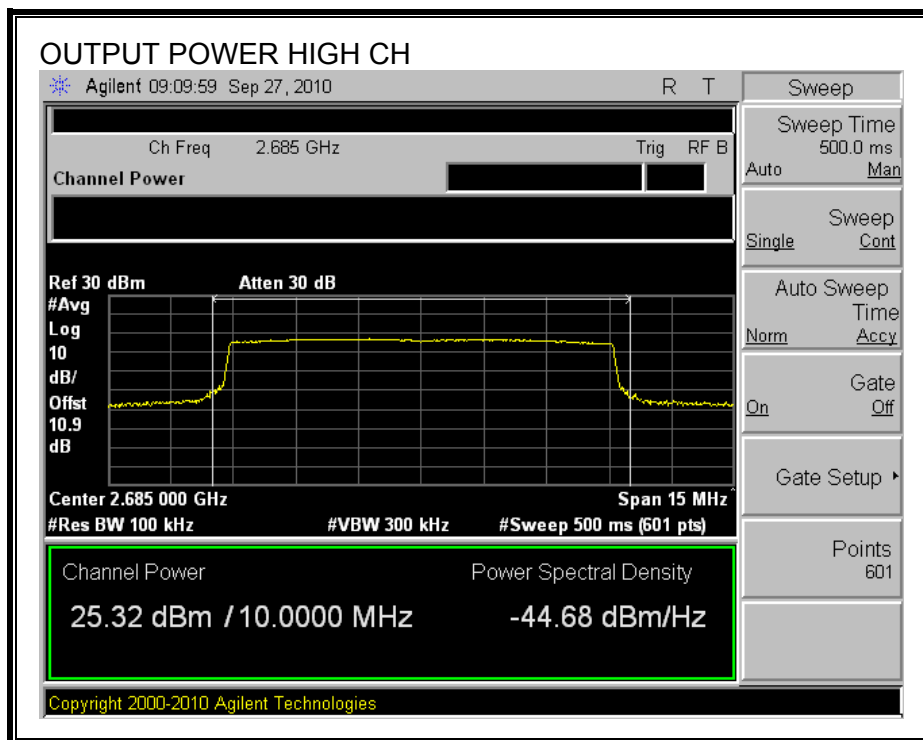 OUTPUT POWER HIGH CH
Agilent 09:09:59 Sep 27, 2010 R T
Ch Freq 2.685 GHz Trig RF B
Channel Power
Ref 30 dBm Atten 30 dB
#Avg
Log
10
dB/
Offst
10.9
dB
Center 2.685 000 GHz Span 15 MHz^
#Res BW 100 kHz #VBW 300 kHz #Sweep 500 ms (601 pts)
Channel Power Power Spectral Density
25.32 dBm / 10.0000 MHz -44.68 dBm/Hz
Copyright 2000-2010 Agilent Technologies
Sweep
Sweep Time
500.0 ms
Auto Man
Sweep
Single Cont
Auto Sweep
Time
Norm Accy
Gate
On Off
Gate Setup
Points
601